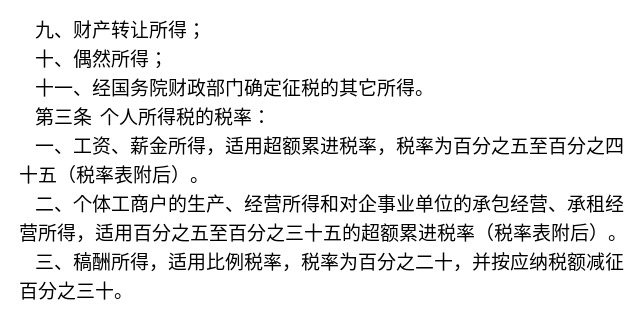 九、财产转让所得；
十、偶然所得；
十一、经国务院财政部门确定征税的其它所得。
第三条 个人所得税的税率：
一、工资、薪金所得，适用超额累进税率，税率为百分之五至百分之四
十五（税率表附后）。
二、个体工商户的生产、经营所得和对企事业单位的承包经营、承租经
营所得，适用百分之五至百分之三十五的超额累进税率（税率表附后）。
三、稿酬所得，适用比例税率，税率为百分之二十，并按应纳税额减征
百分之三十。